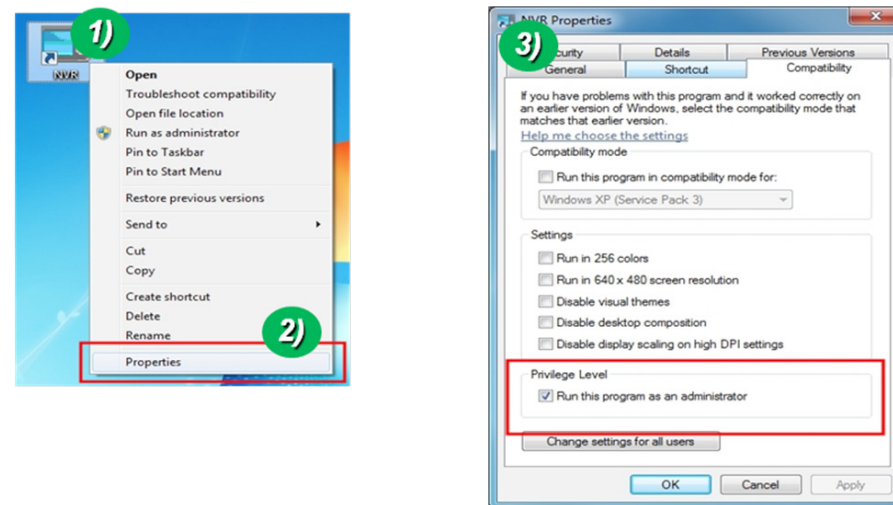 1)
NVR
Open
Troubleshoot compatibility
Open file location
Run as administrator
Pin to Taskbar
Pin to Start Menu
Restore previous versions
Send to
Cut
Copy
Create shortcut
Delete
Rename
2)
Properties
NVR Properties
3)
curity Details Previous Versions
General Shortcut Compatibility
If you have problems with this program and it worked correctly on
an earlier version of Windows, select the compatibility mode that
matches that earlier version.
Help me choose the settings
Compatibility mode
Run this program in compatibility mode for:
Windows XP (Service Pack 3)
Settings
Run in 256 colors
Run in 640 x 480 screen resolution
Disable visual themes
Disable desktop composition
Disable display scaling on high DPI settings
Privilege Level
Run this program as an administrator
Change settings for all users
OK Cancel Apply